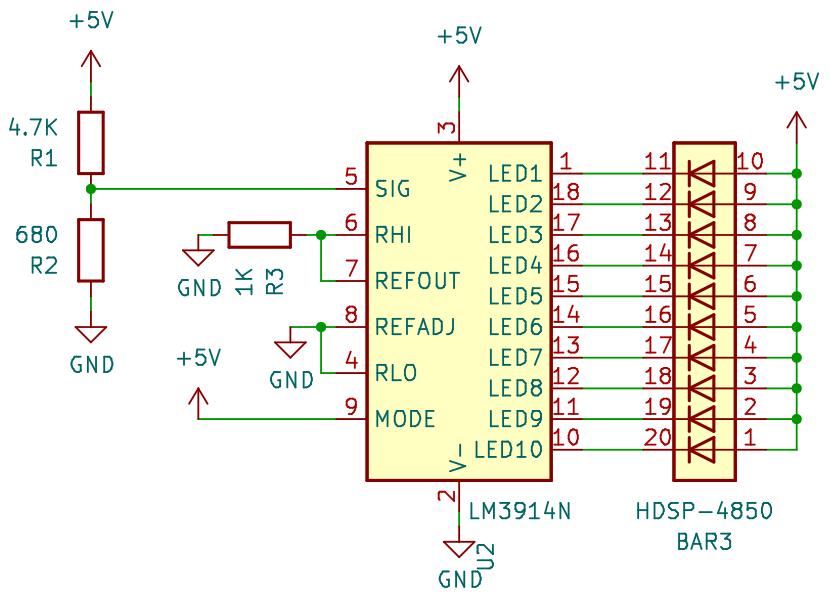 +5V
4.7K
R1
680
R2
GND
+5V
GND
1K
R3
GND
+5V
3
V+
5 SIG
6 RHI
7 REFOUT
8 REFADJ
4 RLO
9 MODE
LED1 1
LED2 18
LED3 17
LED4 16
LED5 15
LED6 14
LED7 13
LED8 12
LED9 11
LED10 10
V-
2
LM3914N
U2
GND
+5V
11 10
12 9
13 8
14 7
15 6
16 5
17 4
18 3
19 2
20 1
HDSP-4850
BAR3